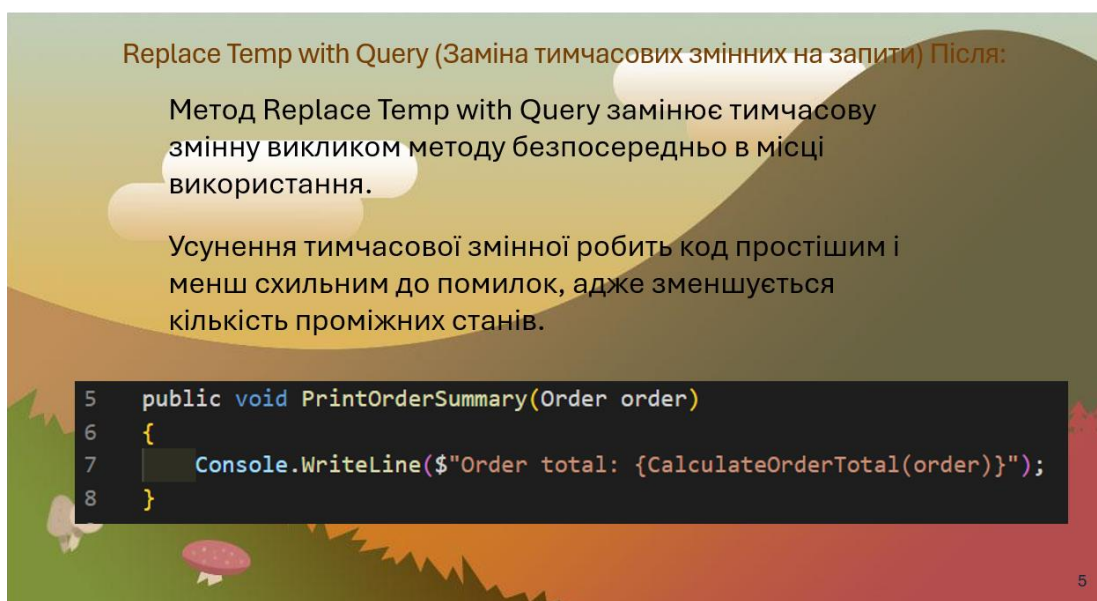 Replace Temp with Query (Заміна тимчасових змінних на запити) Після:
Метод Replace Temp with Query замінює тимчасову
змінну викликом методу безпосередньо в місці
використання.
Усунення тимчасової змінної робить код простішим і
менш схильним до помилок, адже зменшується
кількість проміжних станів.
5 public void PrintOrderSummary(Order order)
6 {
7 Console.WriteLine($"Order total: {CalculateOrderTotal(order)}");
8 }
5